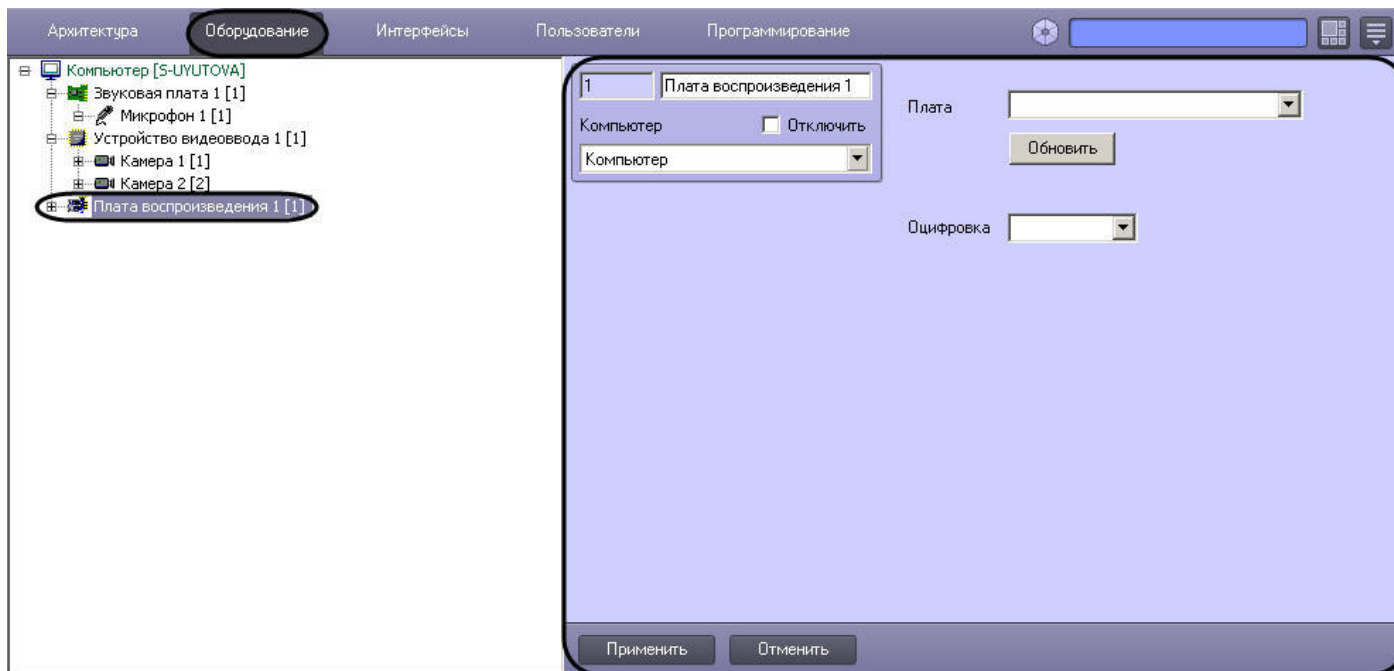 Архитектура Оборудование Интерфейсы Пользователи Программирование
Компьютер [S-UYUTOVA]
Звуковая плата 1 [1]
Микрофон 1 [1]
Устройство видеоввода 1 [1]
Камера 1 [1]
Камера 2 [2]
Плата воспроизведения 1 [1]
1 Плата воспроизведения 1
Компьютер Отключить
Компьютер
Плата
Обновить
Оцифровка
Применить Отменить